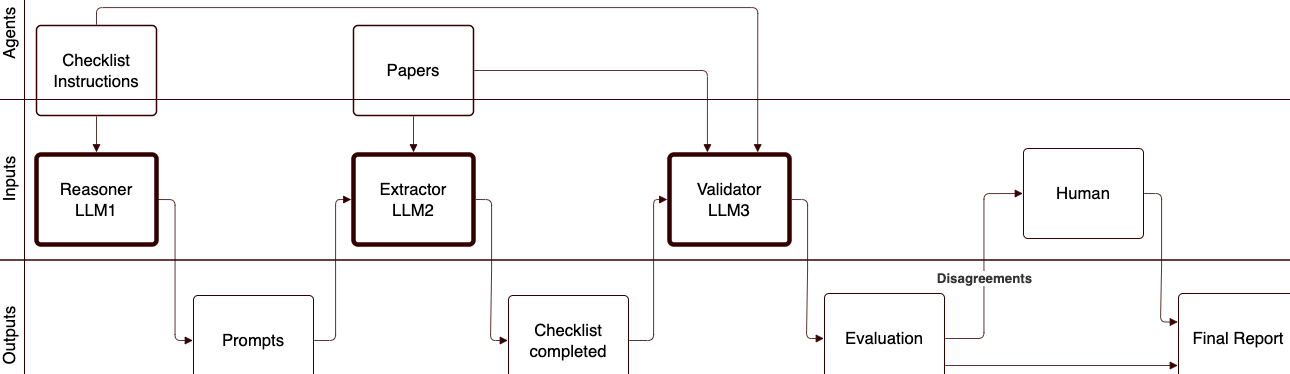 Agents
Checklist
Instructions
Papers
Inputs
Reasoner
LLM1
Extractor
LLM2
Validator
LLM3
Human
Disagreements
Outputs
Prompts
Checklist
completed
Evaluation
Final Report